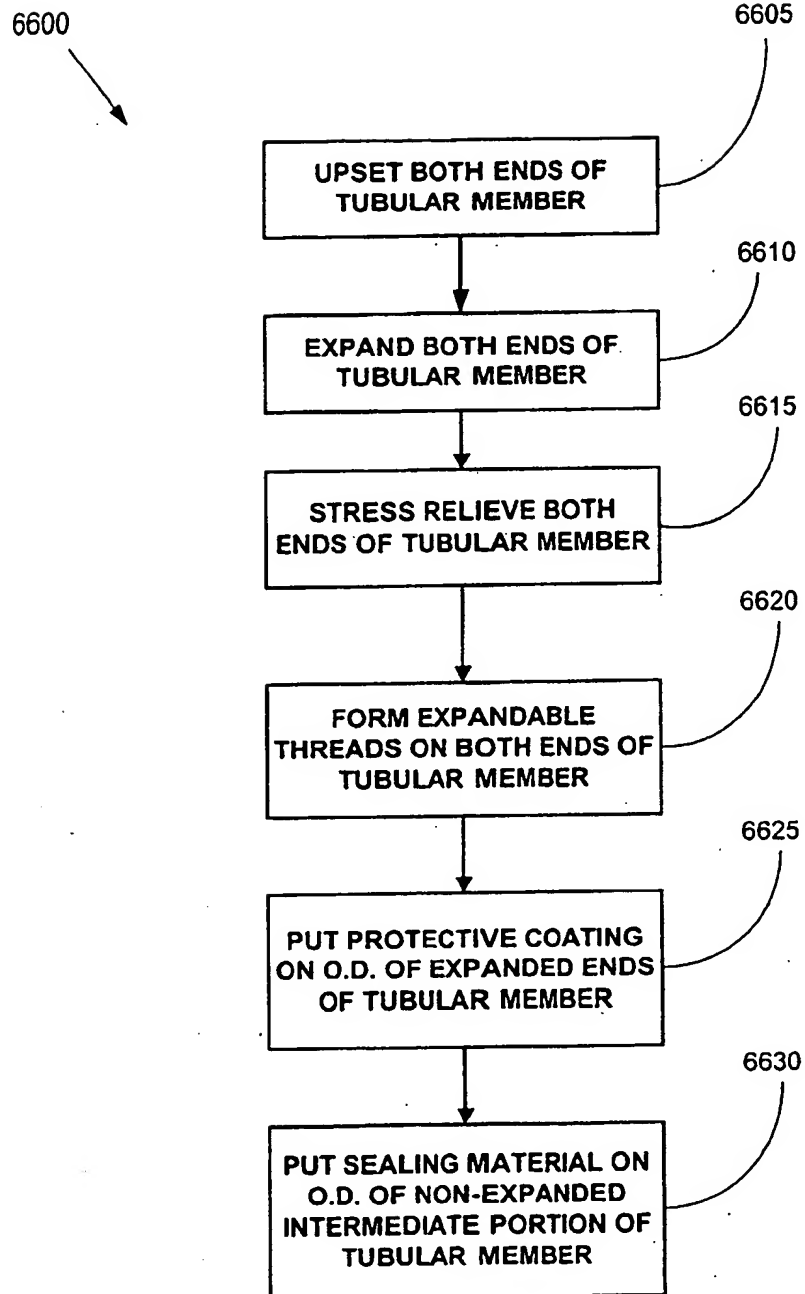 6600
6605
UPSET BOTH ENDS OF
TUBULAR MEMBER
6610
EXPAND BOTH ENDS OF
TUBULAR MEMBER
6615
STRESS RELIEVE BOTH
ENDS OF TUBULAR MEMBER
6620
FORM EXPANDABLE
THREADS ON BOTH ENDS OF
TUBULAR MEMBER
6625
PUT PROTECTIVE COATING
ON O.D. OF EXPANDED ENDS
OF TUBULAR MEMBER
6630
PUT SEALING MATERIAL ON
O.D. OF NON-EXPANDED
INTERMEDIATE PORTION OF
TUBULAR MEMBER